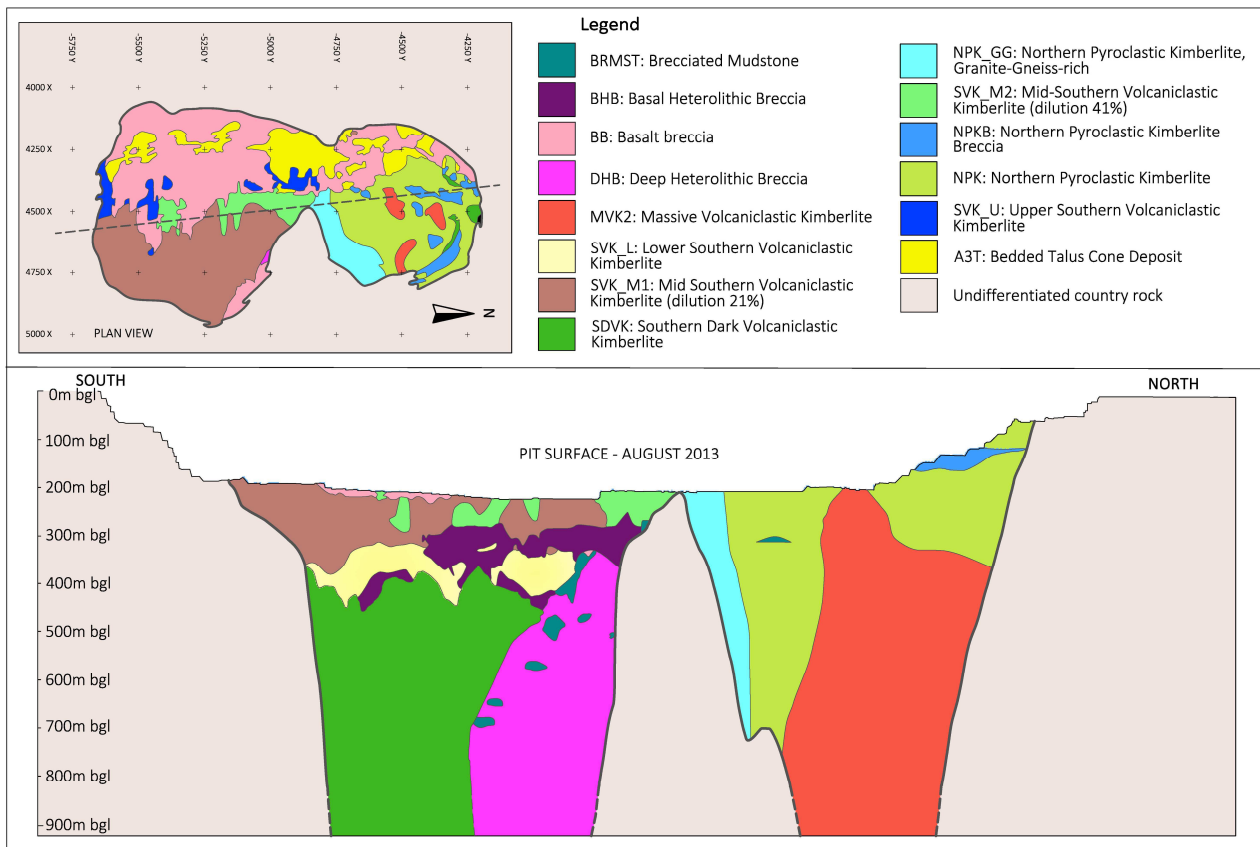 5750 Y
5500 Y
5250 Y
5000 Y
4750 Y
4500 Y
4250 Y
4000 X
4250 X
4500 X
4750 X
5000 X
PLAN VIEW
N
Legend
BRMST: Brecciated Mudstone
BHB: Basal Heterolithic Breccia
BB: Basalt breccia
DHB: Deep Heterolithic Breccia
MVK2: Massive Volcaniclastic Kimberlite
SVK_L: Lower Southern Volcaniclastic
Kimberlite
SVK_M1: Mid Southern Volcaniclastic
Kimberlite (dilution 21%)
SDVK: Southern Dark Volcaniclastic
Kimberlite
NPK_GG: Northern Pyroclastic Kimberlite,
Granite-Gneiss-rich
SVK_M2: Mid-Southern Volcaniclastic
Kimberlite (dilution 41%)
NPKB: Northern Pyroclastic Kimberlite
Breccia
NPK: Northern Pyroclastic Kimberlite
SVK_U: Upper Southern Volcaniclastic
Kimberlite
A3T: Bedded Talus Cone Deposit
Undifferentiated country rock
SOUTH
NORTH
0m bgl
100m bgl
PIT SURFACE - AUGUST 2013
200m bgl
300m bgl
400m bgl
500m bgl
600m bgl
700m bgl
800m bgl
900m bgl